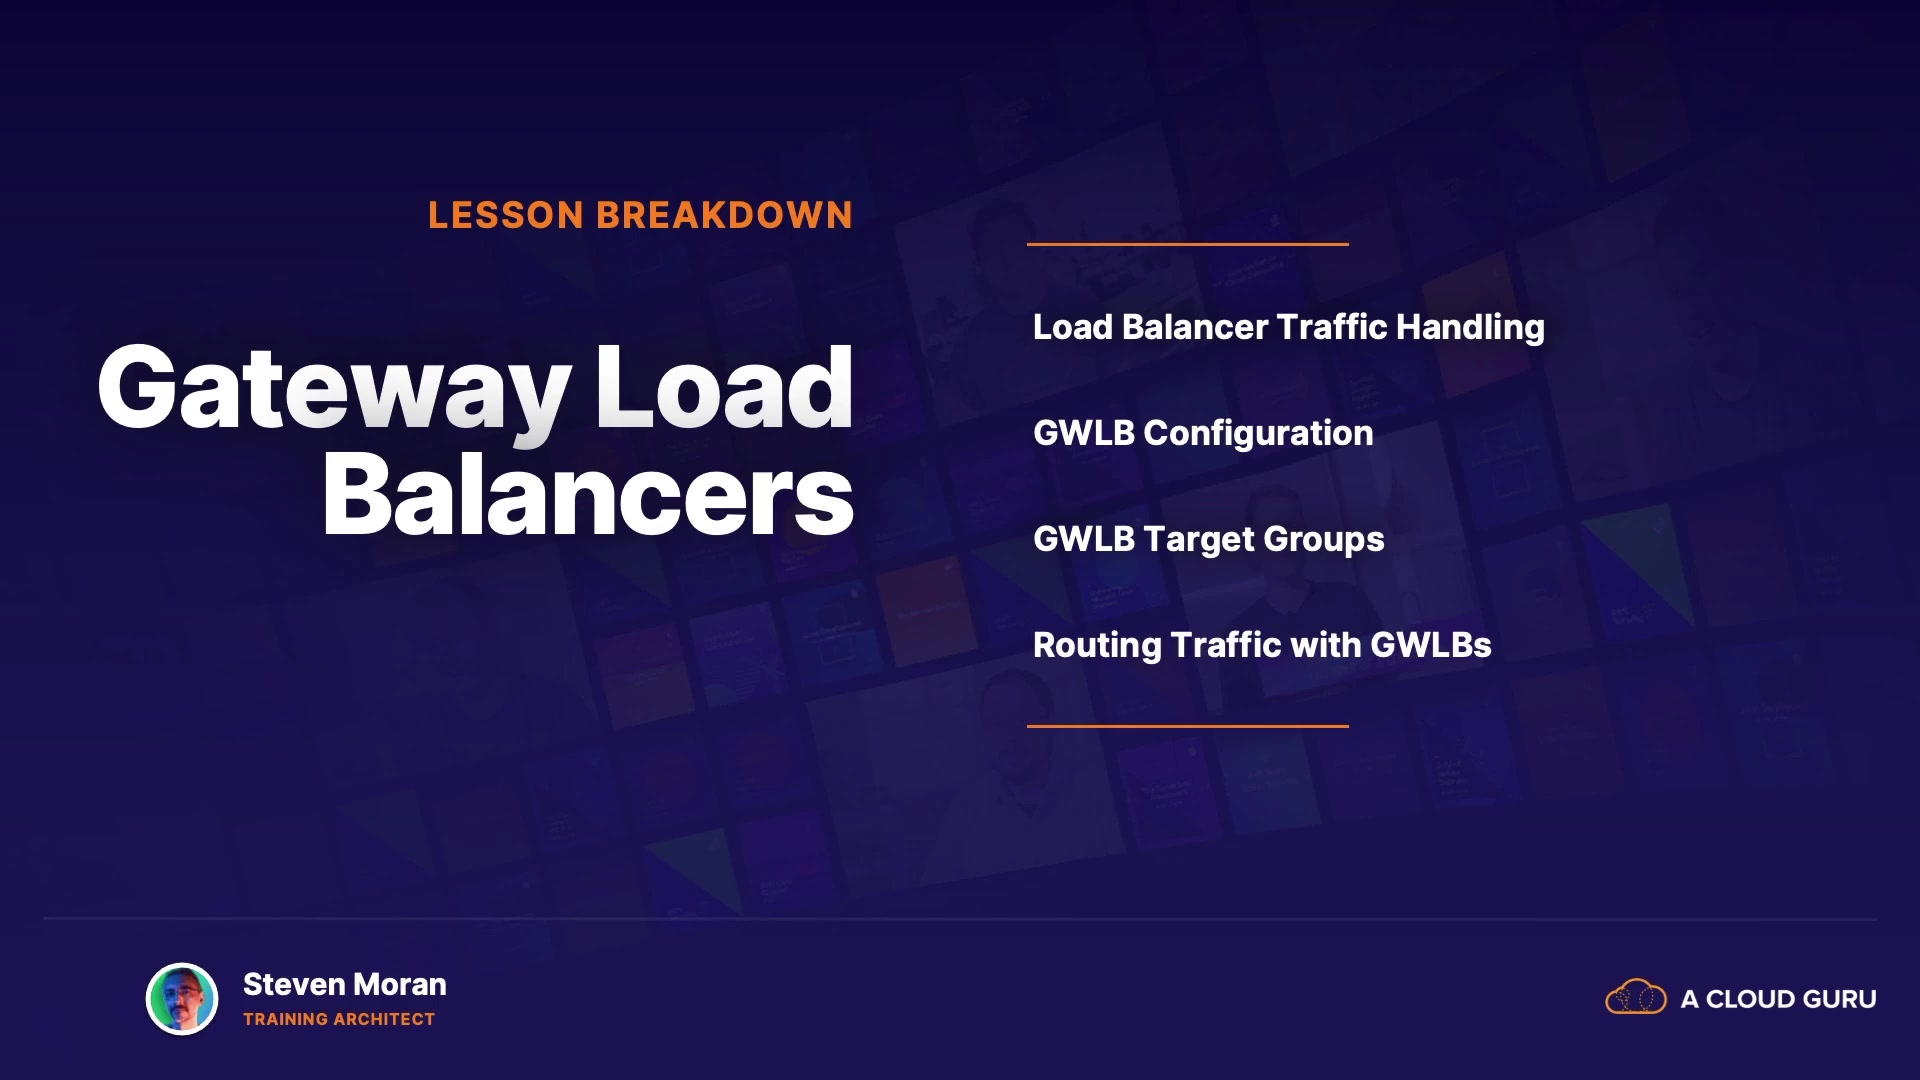 LESSON BREAKDOWN
Gateway Load
Balancers
Load Balancer Traffic Handling
GWLB Configuration
GWLB Target Groups
Routing Traffic with GWLBs
Steven Moran
TRAINING ARCHITECT
A CLOUD GURU